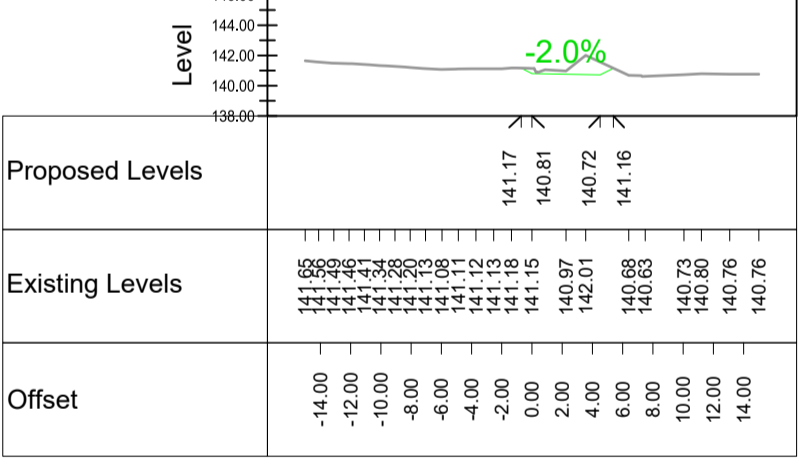 144.00
Level
142.00
-2.0%
140.00
138.00
Proposed Levels
141.17 140.81 140.72 141.16
Existing Levels
141.65 141.56 141.49 141.46 141.41 141.34 141.28 141.20 141.13 141.08 141.11 141.12 141.13 141.18 141.15 140.97 142.01 140.68 140.63 140.73 140.80 140.76 140.76
Offset
-14.00 -12.00 -10.00 -8.00 -6.00 -4.00 -2.00 0.00 2.00 4.00 6.00 8.00 10.00 12.00 14.00